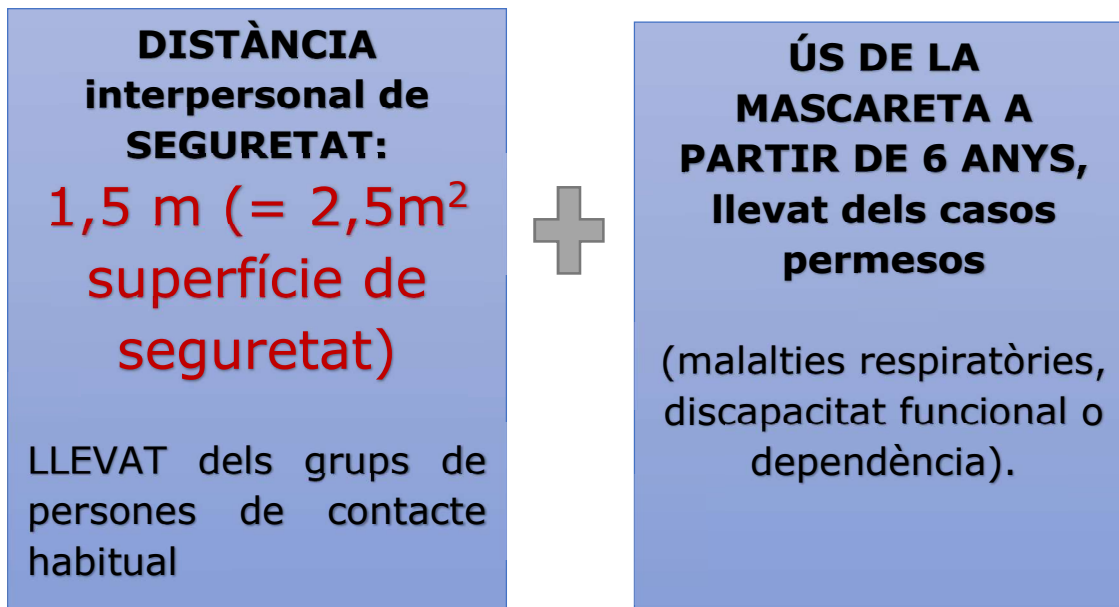 DISTÀNCIA
interpersonal de
SEGURETAT:
1,5 m (= 2,5m²
superfície de
seguretat)
LLEVAT dels grups de
persones de contacte
habitual
ÚS DE LA
MASCARETA A
PARTIR DE 6 ANYS,
llevat dels casos
permesos
(malalties respiratòries,
discapacitat funcional o
dependència).